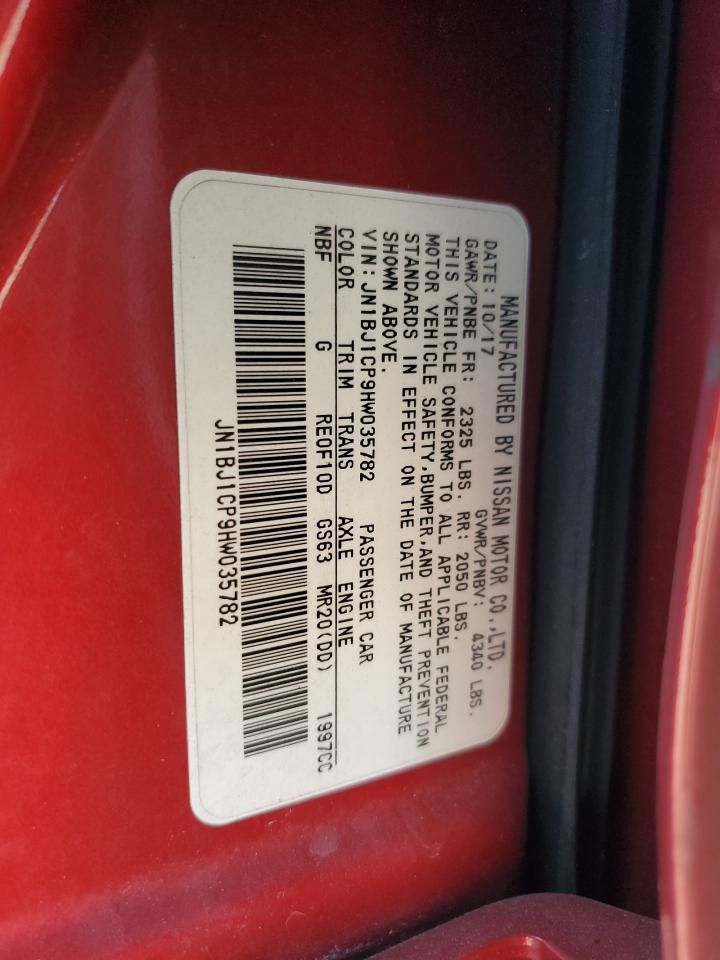 MANUFACTURED BY NISSAN MOTOR CO.,LTD.
DATE: 10/17 GVWR/PNBV: 4340 LBS.
GAWR/PNBE FR: 2325 LBS. RR: 2050 LBS.
THIS VEHICLE CONFORMS TO ALL APPLICABLE FEDERAL
MOTOR VEHICLE SAFETY,BUMPER,AND THEFT PREVENTION
STANDARDS IN EFFECT ON THE DATE OF MANUFACTURE
SHOWN ABOVE.
VIN: JN1BJ1CP9HW035782 PASSENGER CAR
COLOR TRIM TRANS AXLE ENGINE
NBF G RE0F10D GS63 MR20(DD) 1997CC
JN1BJ1CP9HW035782